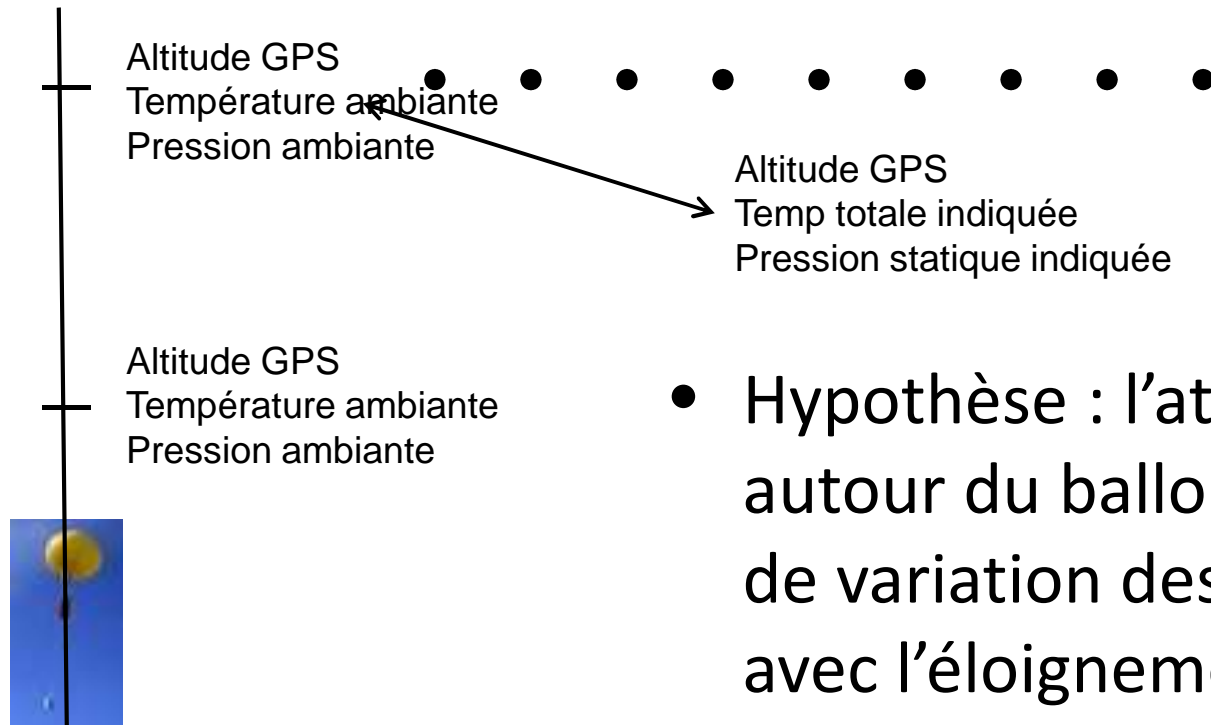 Altitude GPS
Température ambiante
Pression ambiante
Altitude GPS
Temp totale indiquée
Pression statique indiquée
Altitude GPS
Température ambiante
Pression ambiante
• Hypothèse : l’at
autour du ballo
de variation des
avec l’éloignem